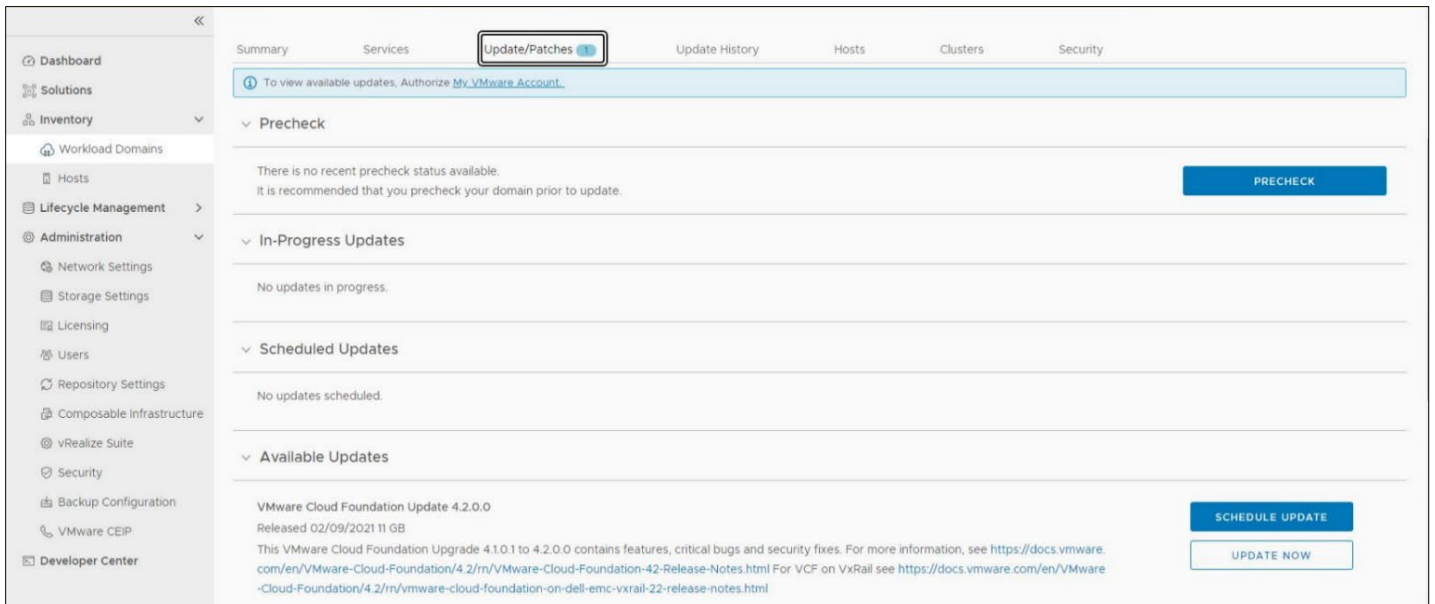 «
Dashboard
Solutions
Inventory
Workload Domains
Hosts
Lifecycle Management
Administration
Network Settings
Storage Settings
Licensing
Users
Repository Settings
Composable Infrastructure
vRealize Suite
Security
Backup Configuration
VMware CEIP
Developer Center
Summary Services Update/Patches 1 Update History Hosts Clusters Security
To view available updates, Authorize My VMware Account.
Precheck
There is no recent precheck status available.
It is recommended that you precheck your domain prior to update.
PRECHECK
In-Progress Updates
No updates in progress.
Scheduled Updates
No updates scheduled.
Available Updates
VMware Cloud Foundation Update 4.2.0.0
Released 02/09/2021 11 GB
This VMware Cloud Foundation Upgrade 4.1.0.1 to 4.2.0.0 contains features, critical bugs and security fixes. For more information, see https://docs.vmware.
com/en/VMware-Cloud-Foundation/4.2/rn/VMware-Cloud-Foundation-42-Release-Notes.html For VCF on VxRail see https://docs.vmware.com/en/VMware
-Cloud-Foundation/4.2/rn/vmware-cloud-foundation-on-dell-emc-vxrail-22-release-notes.html
SCHEDULE UPDATE
UPDATE NOW